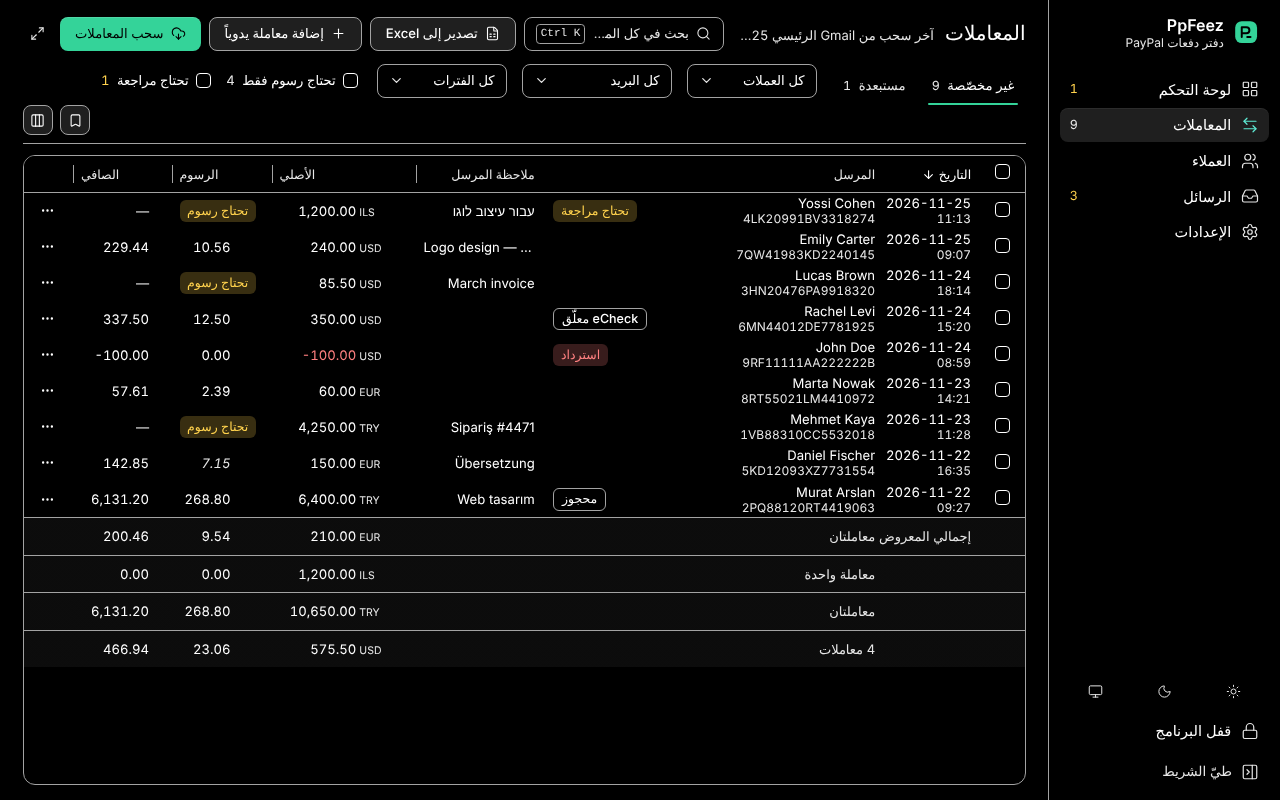 PpFeez
دفتر دفعات PayPal
لوحة التحكم 1
المعاملات 9
العملاء
الرسائل 3
الإعدادات
قفل البرنامج
طيّ الشريط
المعاملات آخر سحب من Gmail الرئيسي 25... بحث في كل المـ... Ctrl K تصدير إلى Excel إضافة معاملة يدوياً سحب المعاملات
غير مخصّصة 9 مستبعدة 1 كل العملات كل البريد كل الفترات تحتاج رسوم فقط 4 تحتاج مراجعة 1
التاريخ المرسل ملاحظة المرسل الأصلي الرسوم الصافي
2026-11-25 Yossi Cohen تحتاج مراجعة עבור עיצוב לוגו 1,200.00 ILS تحتاج رسوم —
11:13 4LK20991BV3318274
2026-11-25 Emily Carter Logo design — ... 240.00 USD 10.56 229.44
09:07 7QW41983KD2240145
2026-11-24 Lucas Brown March invoice 85.50 USD تحتاج رسوم —
18:14 3HN20476PA9918320
2026-11-24 Rachel Levi eCheck معلّق 350.00 USD 12.50 337.50
15:20 6MN44012DE7781925
2026-11-24 John Doe استرداد -100.00 USD 0.00 -100.00
08:59 9RF11111AA222222B
2026-11-23 Marta Nowak 60.00 EUR 2.39 57.61
14:21 8RT55021LM4410972
2026-11-23 Mehmet Kaya Sipariş #4471 4,250.00 TRY تحتاج رسوم —
11:28 1VB88310CC5532018
2026-11-22 Daniel Fischer Übersetzung 150.00 EUR 7.15 142.85
16:35 5KD12093XZ7731554
2026-11-22 Murat Arslan محجوز Web tasarım 6,400.00 TRY 268.80 6,131.20
09:27 2PQ88120RT4419063
إجمالي المعروض معاملتان 210.00 EUR 9.54 200.46
معاملة واحدة 1,200.00 ILS 0.00 0.00
معاملتان 10,650.00 TRY 268.80 6,131.20
4 معاملات 575.50 USD 23.06 466.94